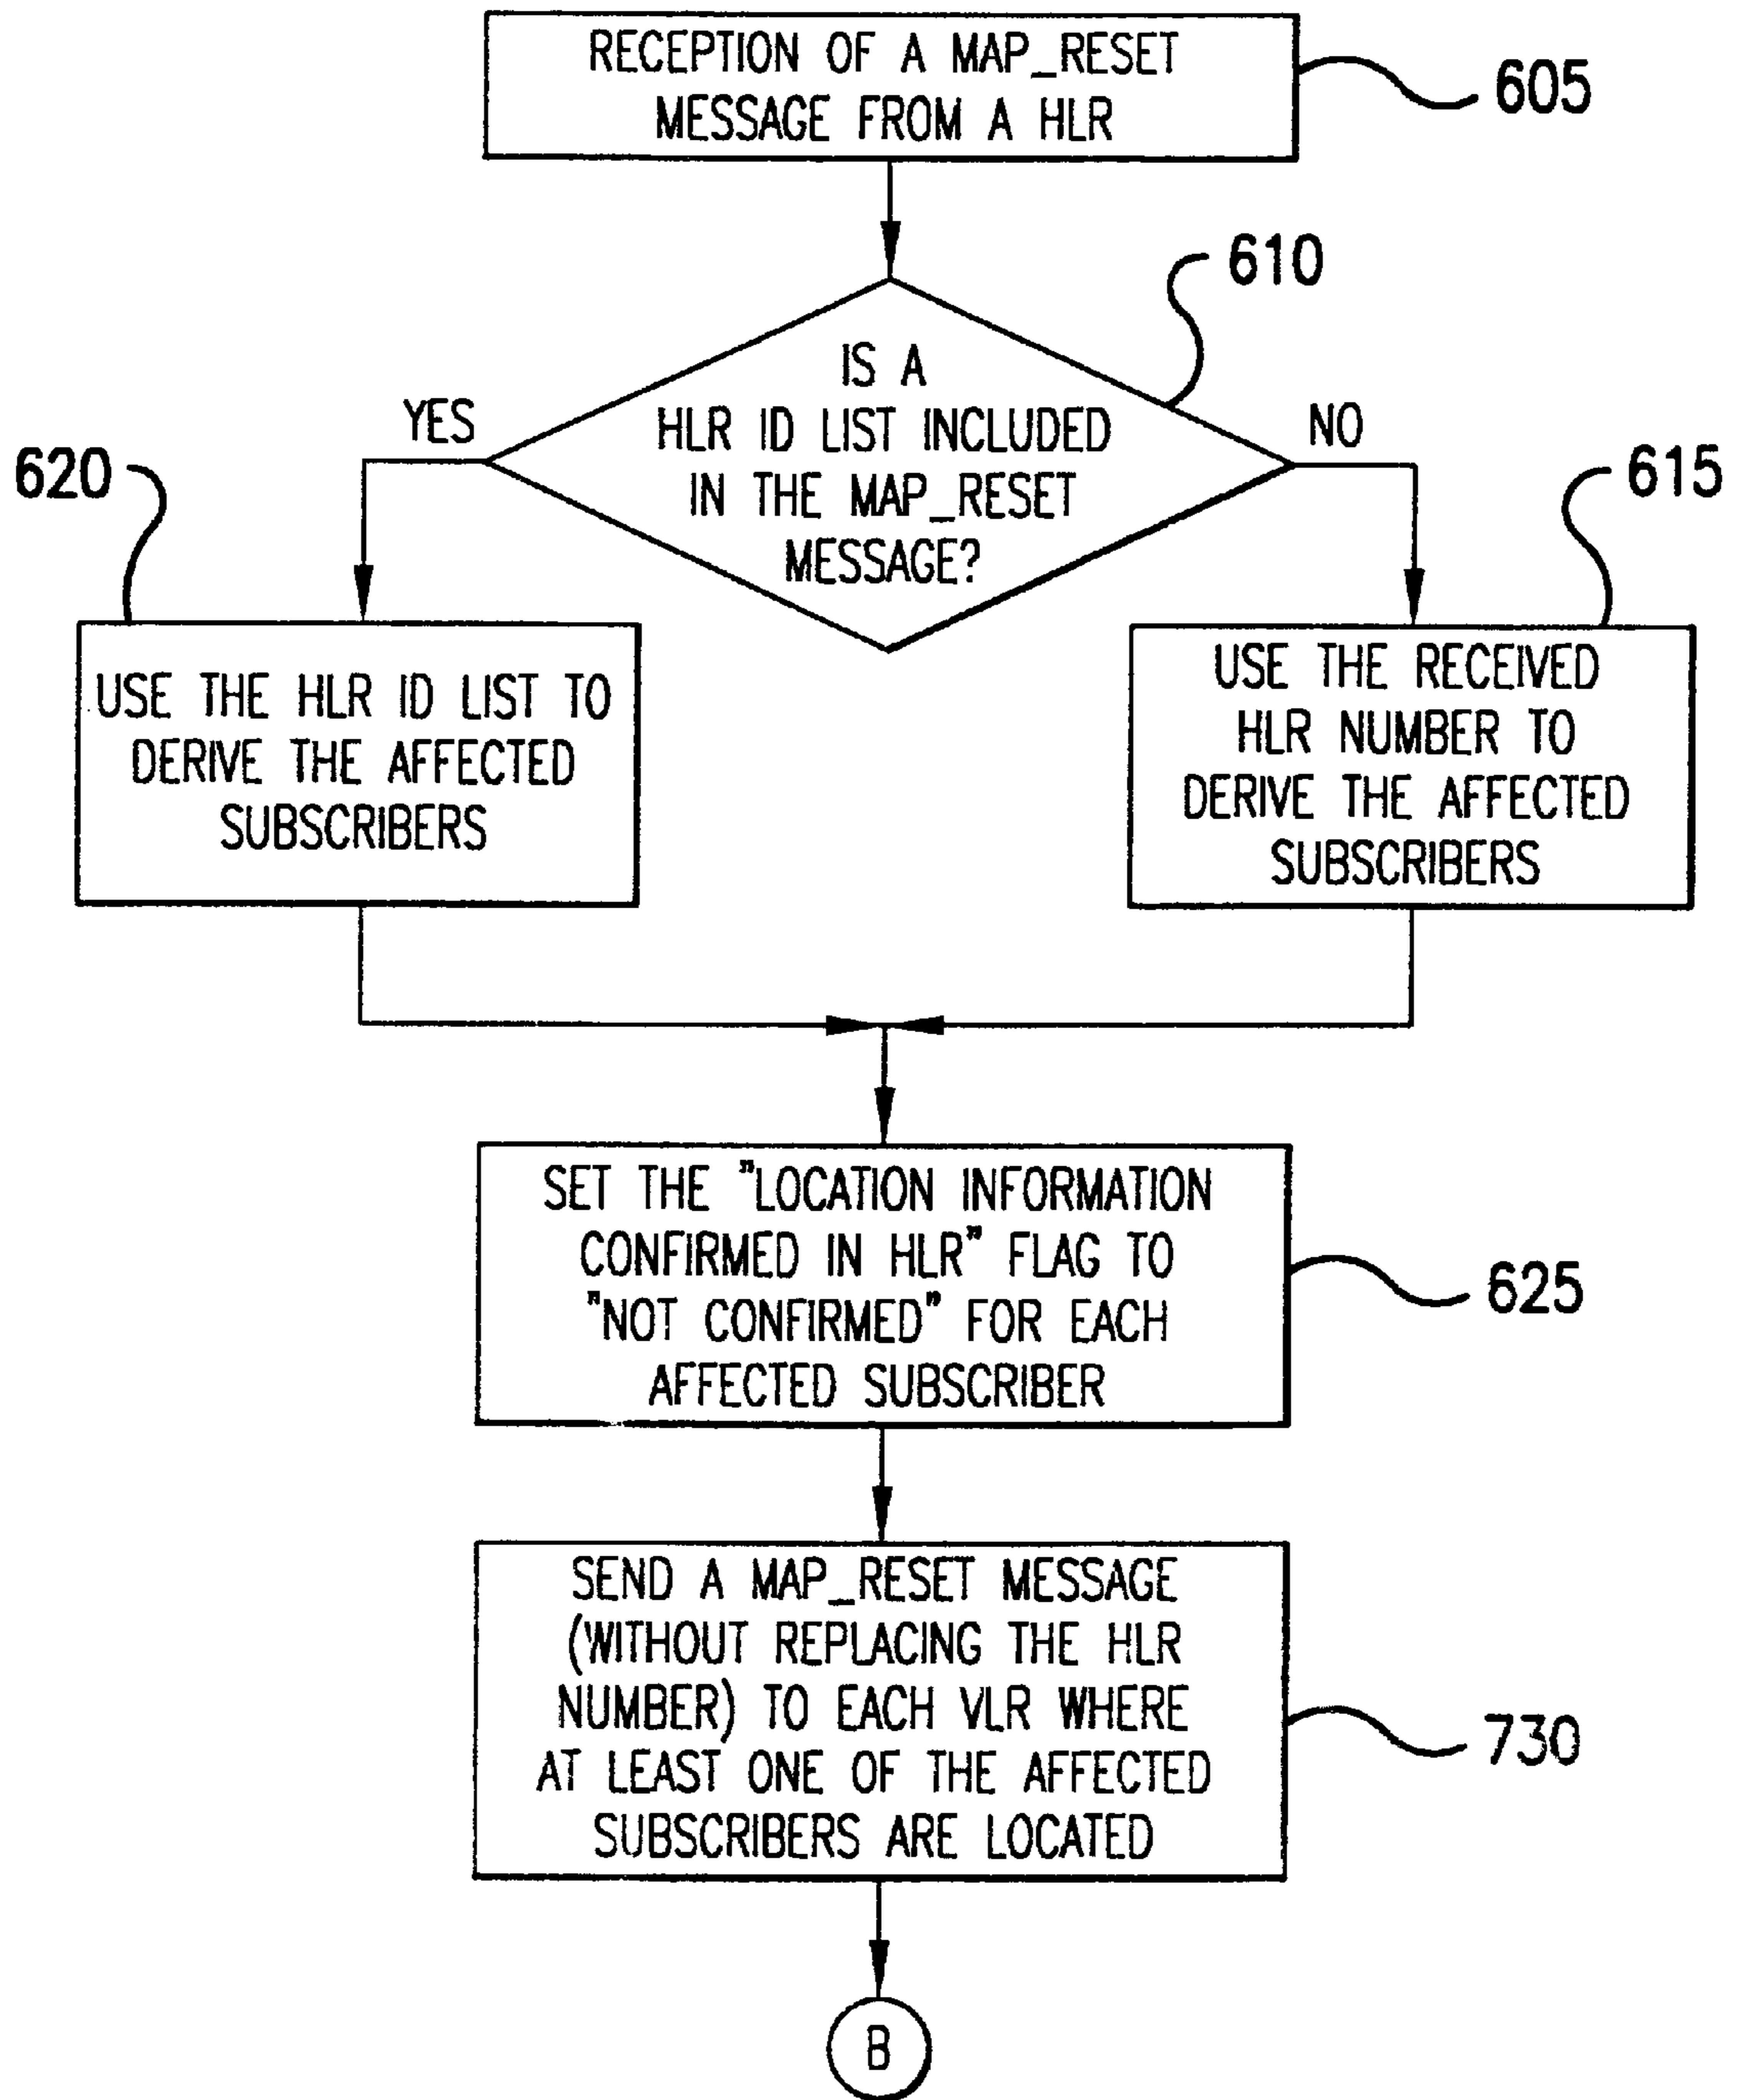 RECEPTION OF A MAP_RESET
MESSAGE FROM A HLR
605
610
IS A
HLR ID LIST INCLUDED
IN THE MAP_RESET
MESSAGE?
YES
NO
620
615
USE THE HLR ID LIST TO
DERIVE THE AFFECTED
SUBSCRIBERS
USE THE RECEIVED
HLR NUMBER TO
DERIVE THE AFFECTED
SUBSCRIBERS
SET THE "LOCATION INFORMATION
CONFIRMED IN HLR" FLAG TO
"NOT CONFIRMED" FOR EACH
AFFECTED SUBSCRIBER
625
SEND A MAP_RESET MESSAGE
(WITHOUT REPLACING THE HLR
NUMBER) TO EACH VLR WHERE
AT LEAST ONE OF THE AFFECTED
SUBSCRIBERS ARE LOCATED
730
B